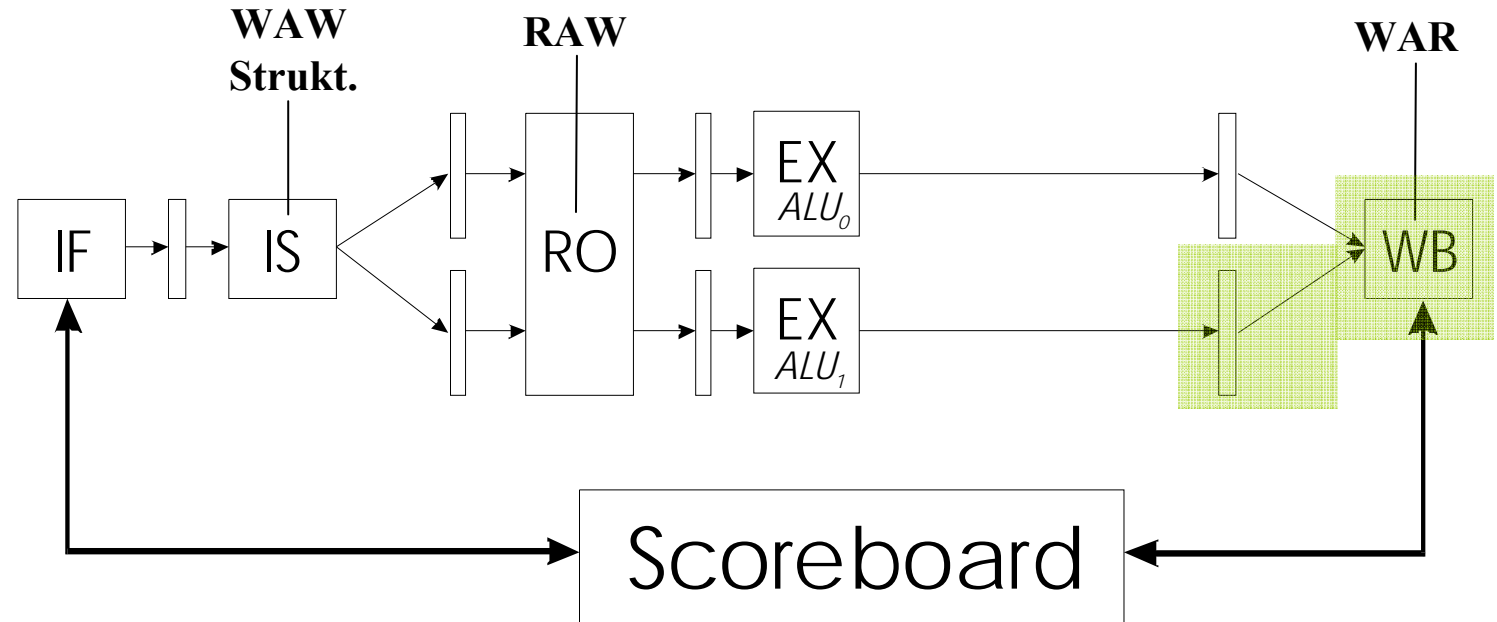 WAW
Strukt.
RAW
WAR
IF
IS
RO
EX
ALU₀
EX
ALU₁
WB
Scoreboard